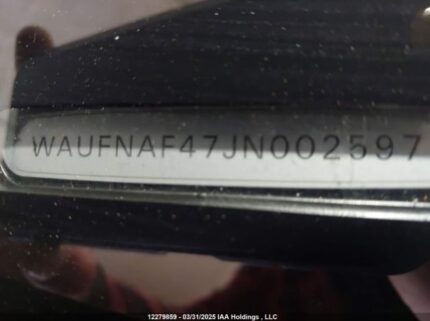 WAUFNAF47JN002597
12279859 - 03/31/2025 IAA Holdings , LLC